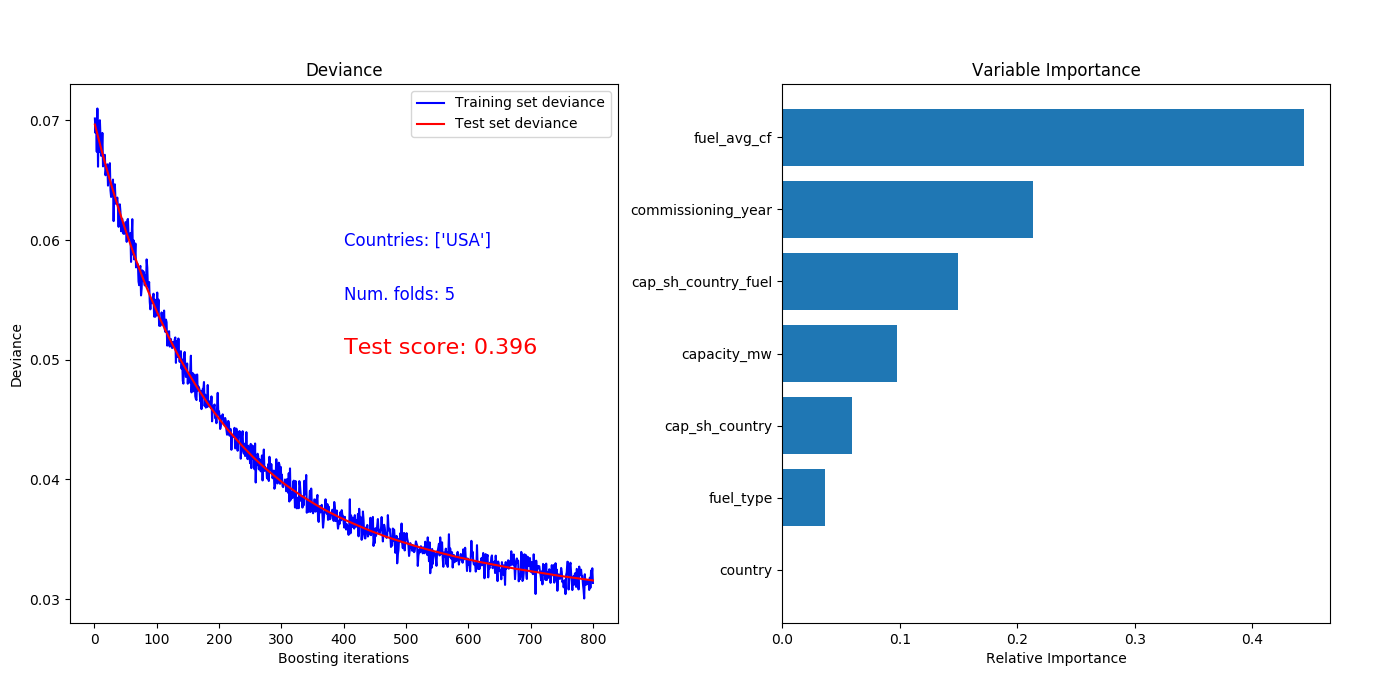 Deviance
Training set deviance
Test set deviance
0.07
0.06
0.05
0.04
0.03
Deviance
Countries: ['USA']
Num. folds: 5
Test score: 0.396
0 100 200 300 400 500 600 700 800
Boosting iterations
Variable Importance
fuel_avg_cf
commissioning_year
cap_sh_country_fuel
capacity_mw
cap_sh_country
fuel_type
country
0.0 0.1 0.2 0.3 0.4
Relative Importance